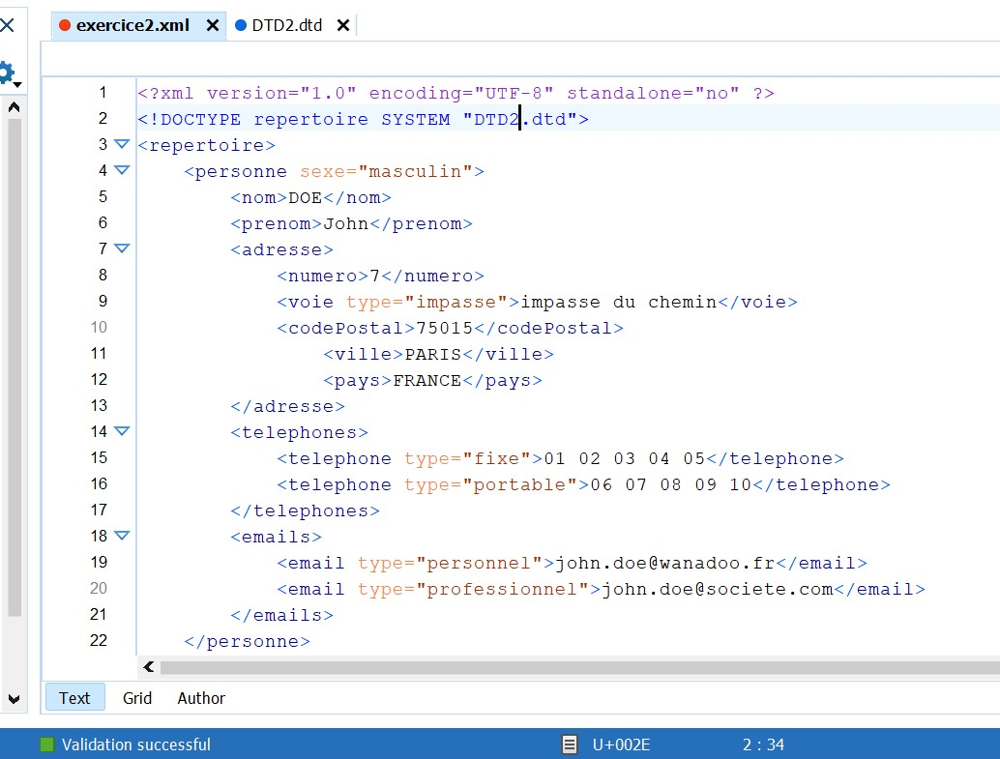 exercice2.xml × DTD2.dtd ×
1 <?xml version="1.0" encoding="UTF-8" standalone="no" ?>
2 <!DOCTYPE repertoire SYSTEM "DTD2.dtd">
3 <repertoire>
4 <personne sexe="masculin">
5 <nom>DOE</nom>
6 <prenom>John</prenom>
7 <adresse>
8 <numero>7</numero>
9 <voie type="impasse">impasse du chemin</voie>
10 <codePostal>75015</codePostal>
11 <ville>PARIS</ville>
12 <pays>FRANCE</pays>
13 </adresse>
14 <telephones>
15 <telephone type="fixe">01 02 03 04 05</telephone>
16 <telephone type="portable">06 07 08 09 10</telephone>
17 </telephones>
18 <emails>
19 <email type="personnel">john.doe@wanadoo.fr</email>
20 <email type="professionnel">john.doe@societe.com</email>
21 </emails>
22 </personne>
Text Grid Author
Validation successful U+002E 2 : 34